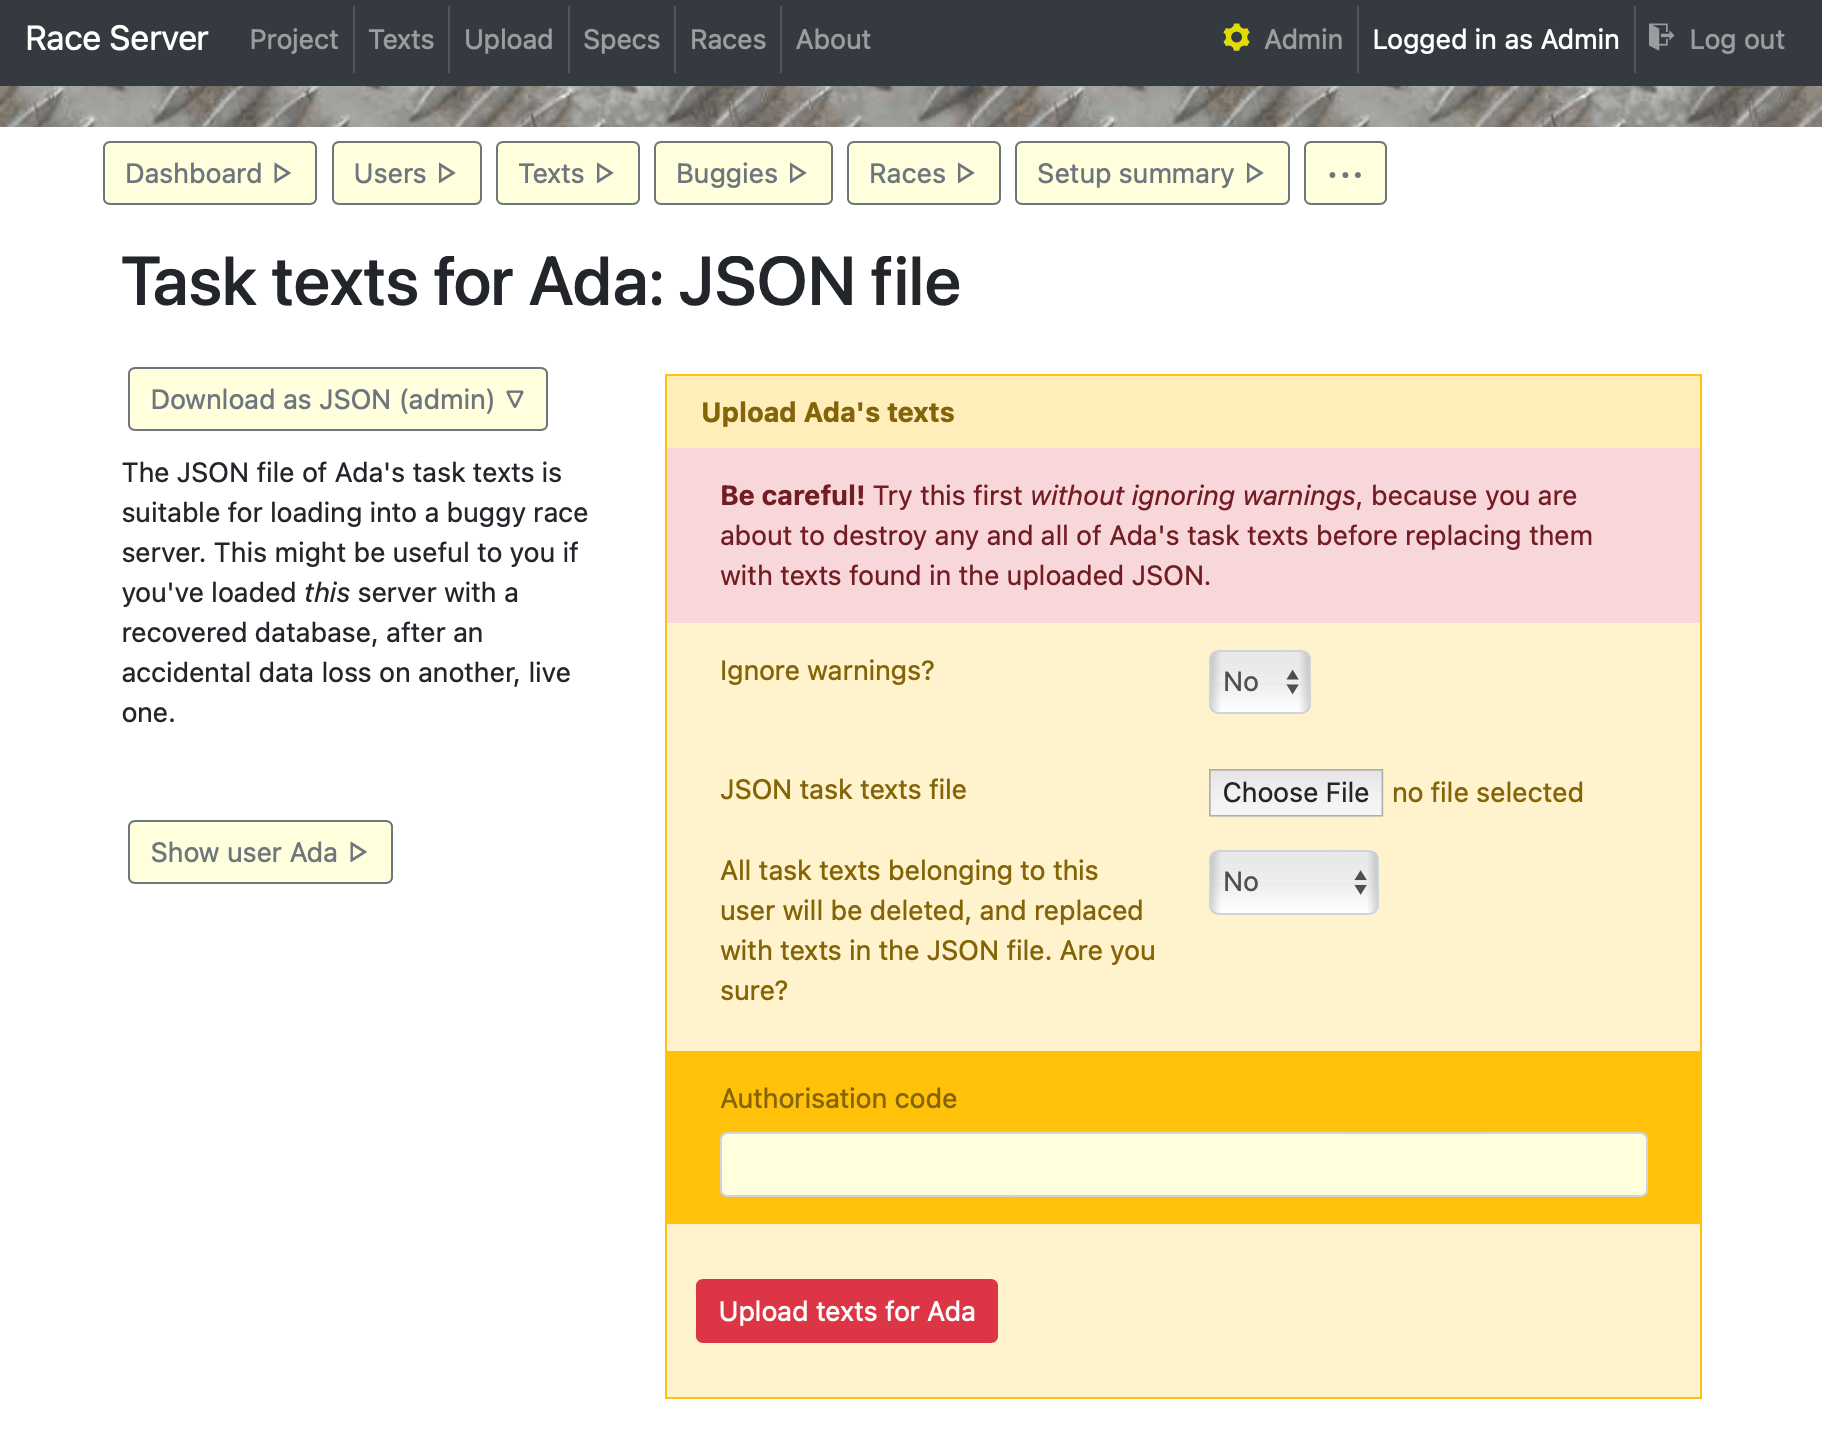 Race Server Project Texts Upload Specs Races About Admin Logged in as Admin Log out
Dashboard Users Texts Buggies Races Setup summary ...
Task texts for Ada: JSON file
Download as JSON (admin)
The JSON file of Ada's task texts is
suitable for loading into a buggy race
server. This might be useful to you if
you've loaded this server with a
recovered database, after an
accidental data loss on another, live
one.
Show user Ada
Upload Ada's texts
Be careful! Try this first without ignoring warnings, because you are
about to destroy any and all of Ada's task texts before replacing them
with texts found in the uploaded JSON.
Ignore warnings? No
JSON task texts file Choose File no file selected
All task texts belonging to this No
user will be deleted, and replaced
with texts in the JSON file. Are you
sure?
Authorisation code
Upload texts for Ada